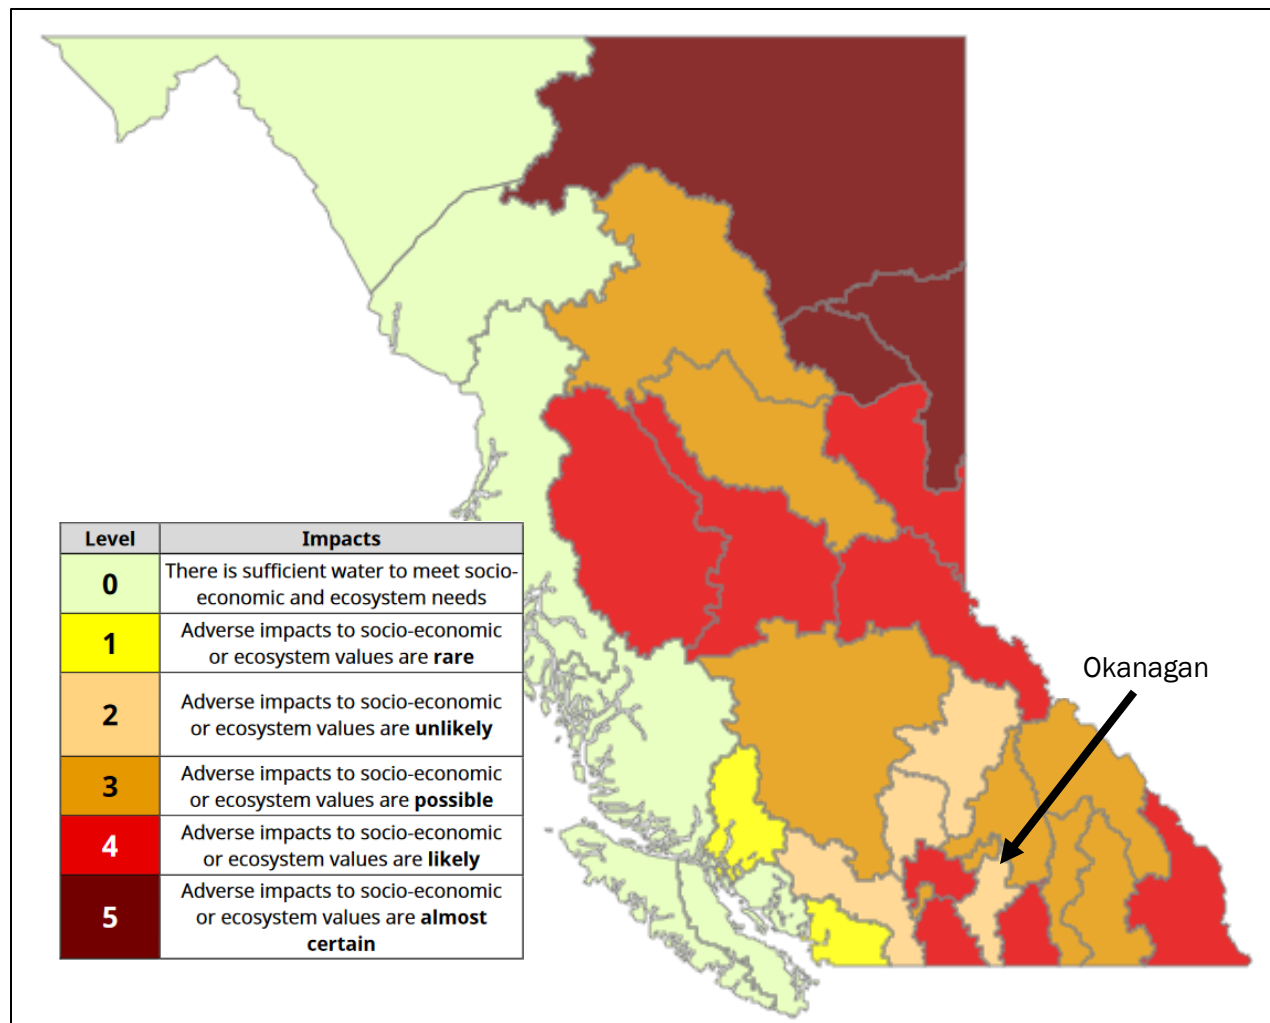 Level Impacts
0 There is sufficient water to meet socio-
economic and ecosystem needs
1 Adverse impacts to socio-economic
or ecosystem values are rare
2 Adverse impacts to socio-economic
or ecosystem values are unlikely
3 Adverse impacts to socio-economic
or ecosystem values are possible
4 Adverse impacts to socio-economic
or ecosystem values are likely
5 Adverse impacts to socio-economic
or ecosystem values are almost
certain
Okanagan